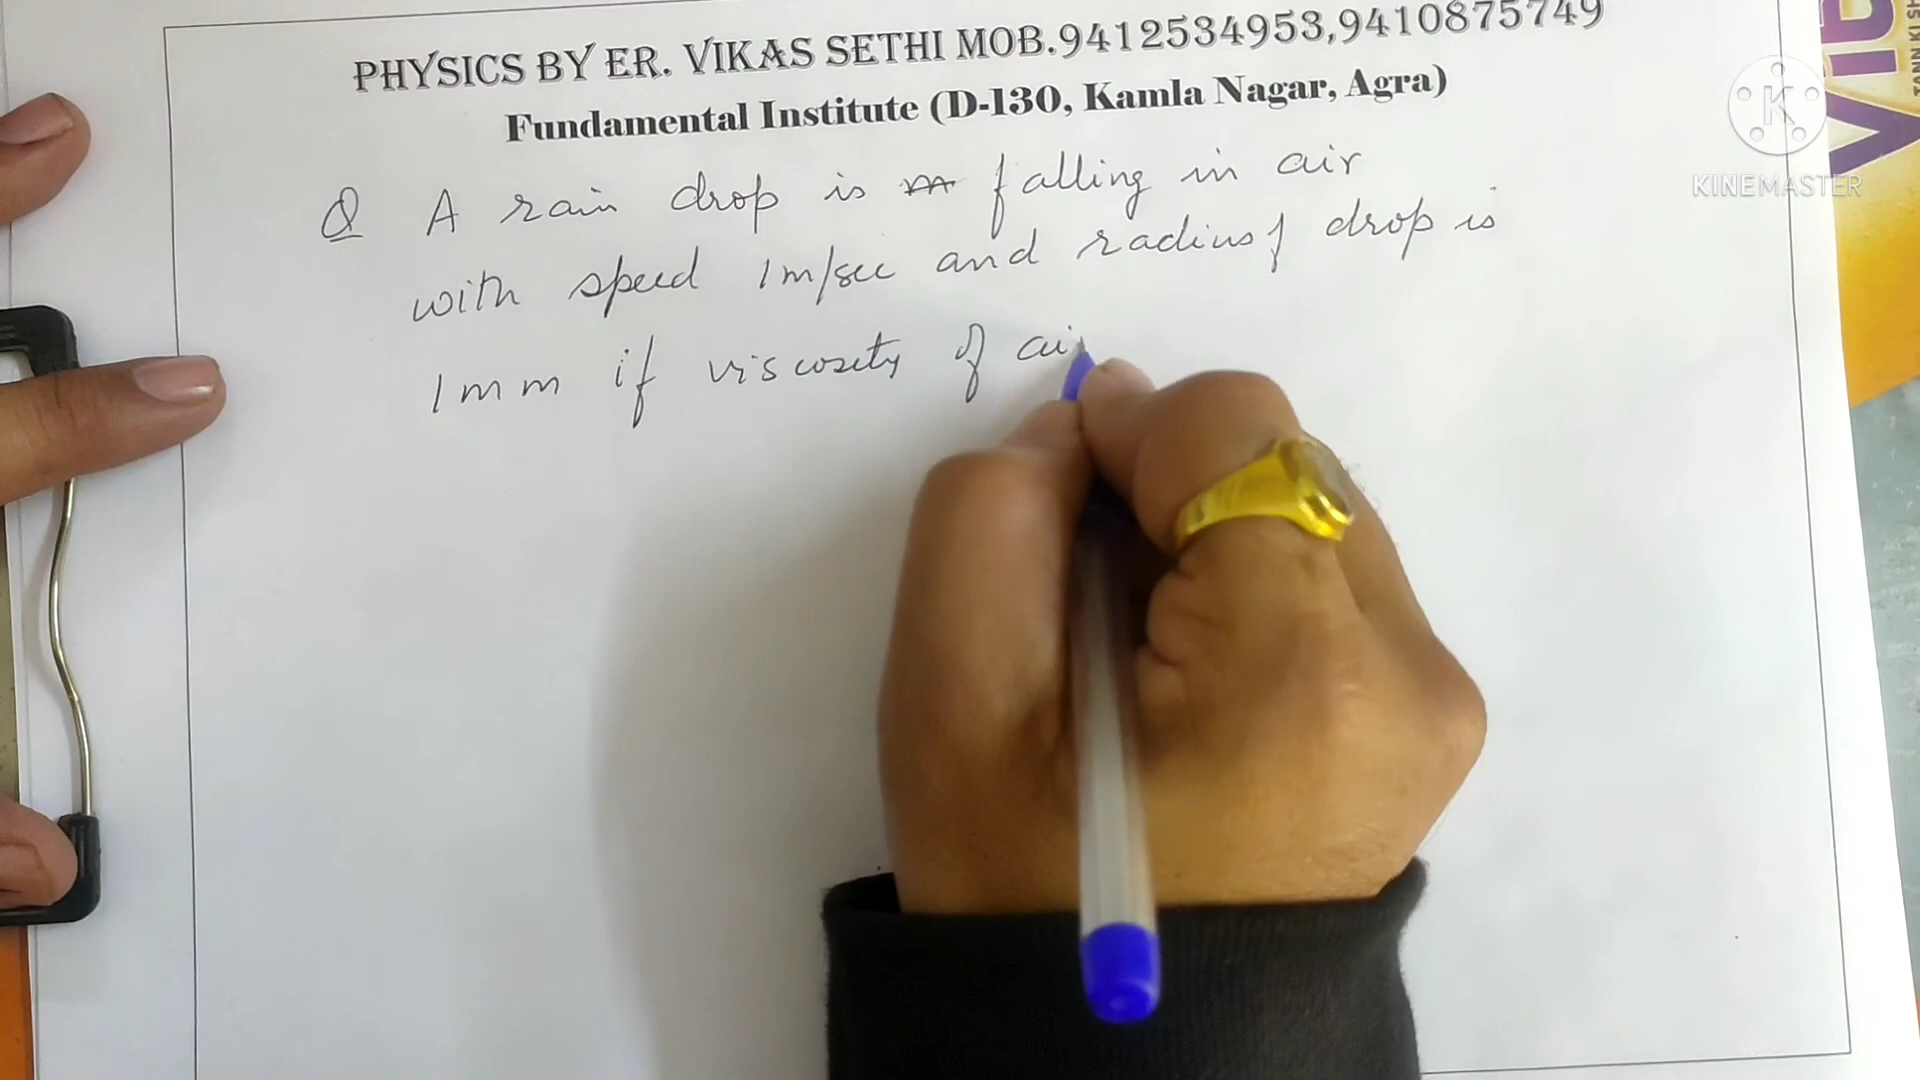 PHYSICS BY ER. VIKAS SETHI MOB.9412534953,9410875749
Fundamental Institute (D-130, Kamla Nagar, Agra)
K
KINEMASTER
Q A rain drop is falling in air
with speed 1m/sec and radius of drop is
1mm if viscosity of air